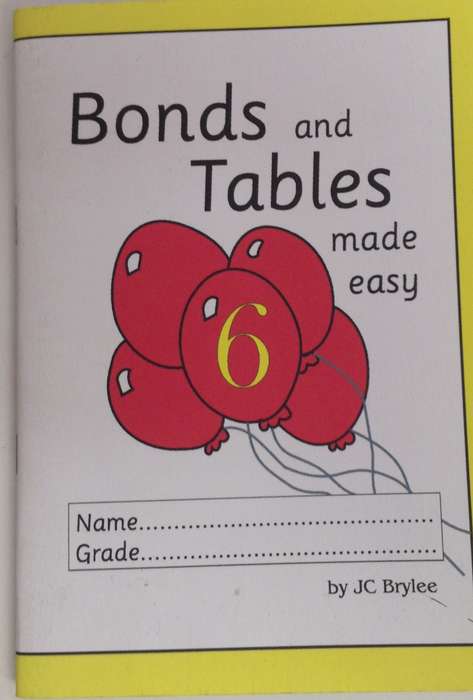 Bonds and
Tables
made
easy
6
Name..........................................
Grade..........................................
by JC Brylee